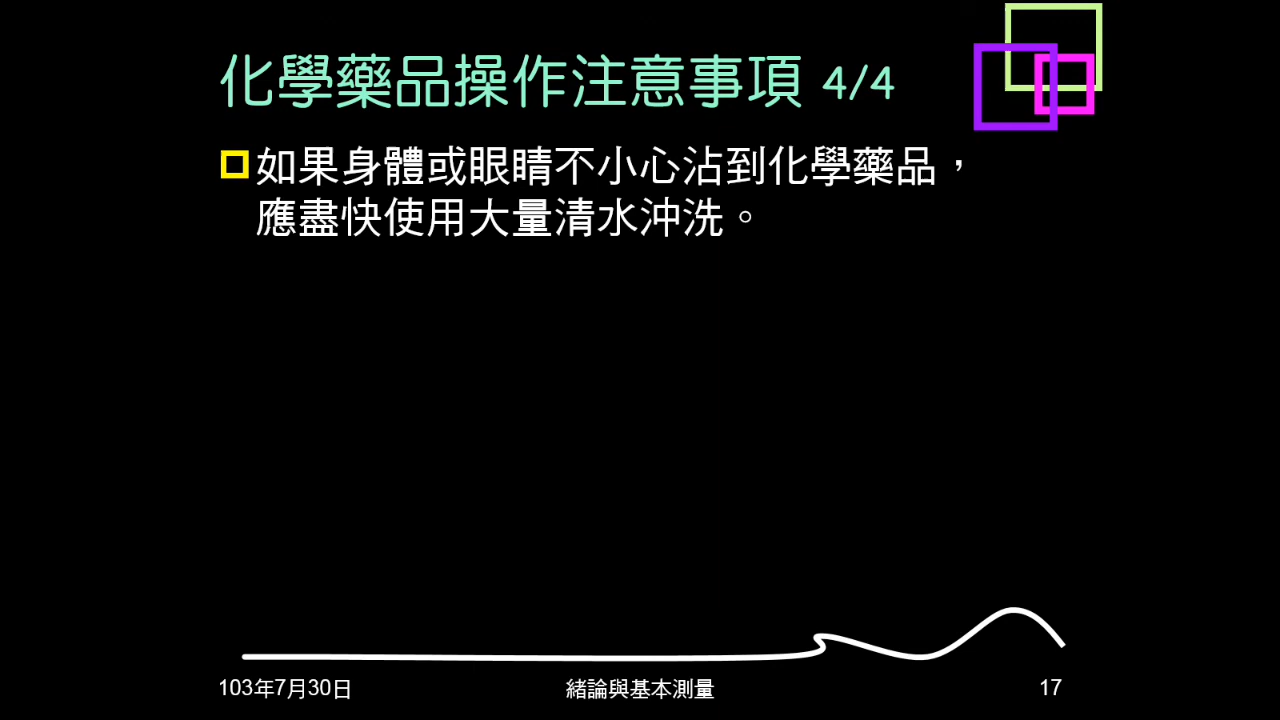 化學藥品操作注意事項 4/4
如果身體或眼睛不小心沾到化學藥品，
應盡快使用大量清水沖洗。
103年7月30日
緒論與基本測量
17